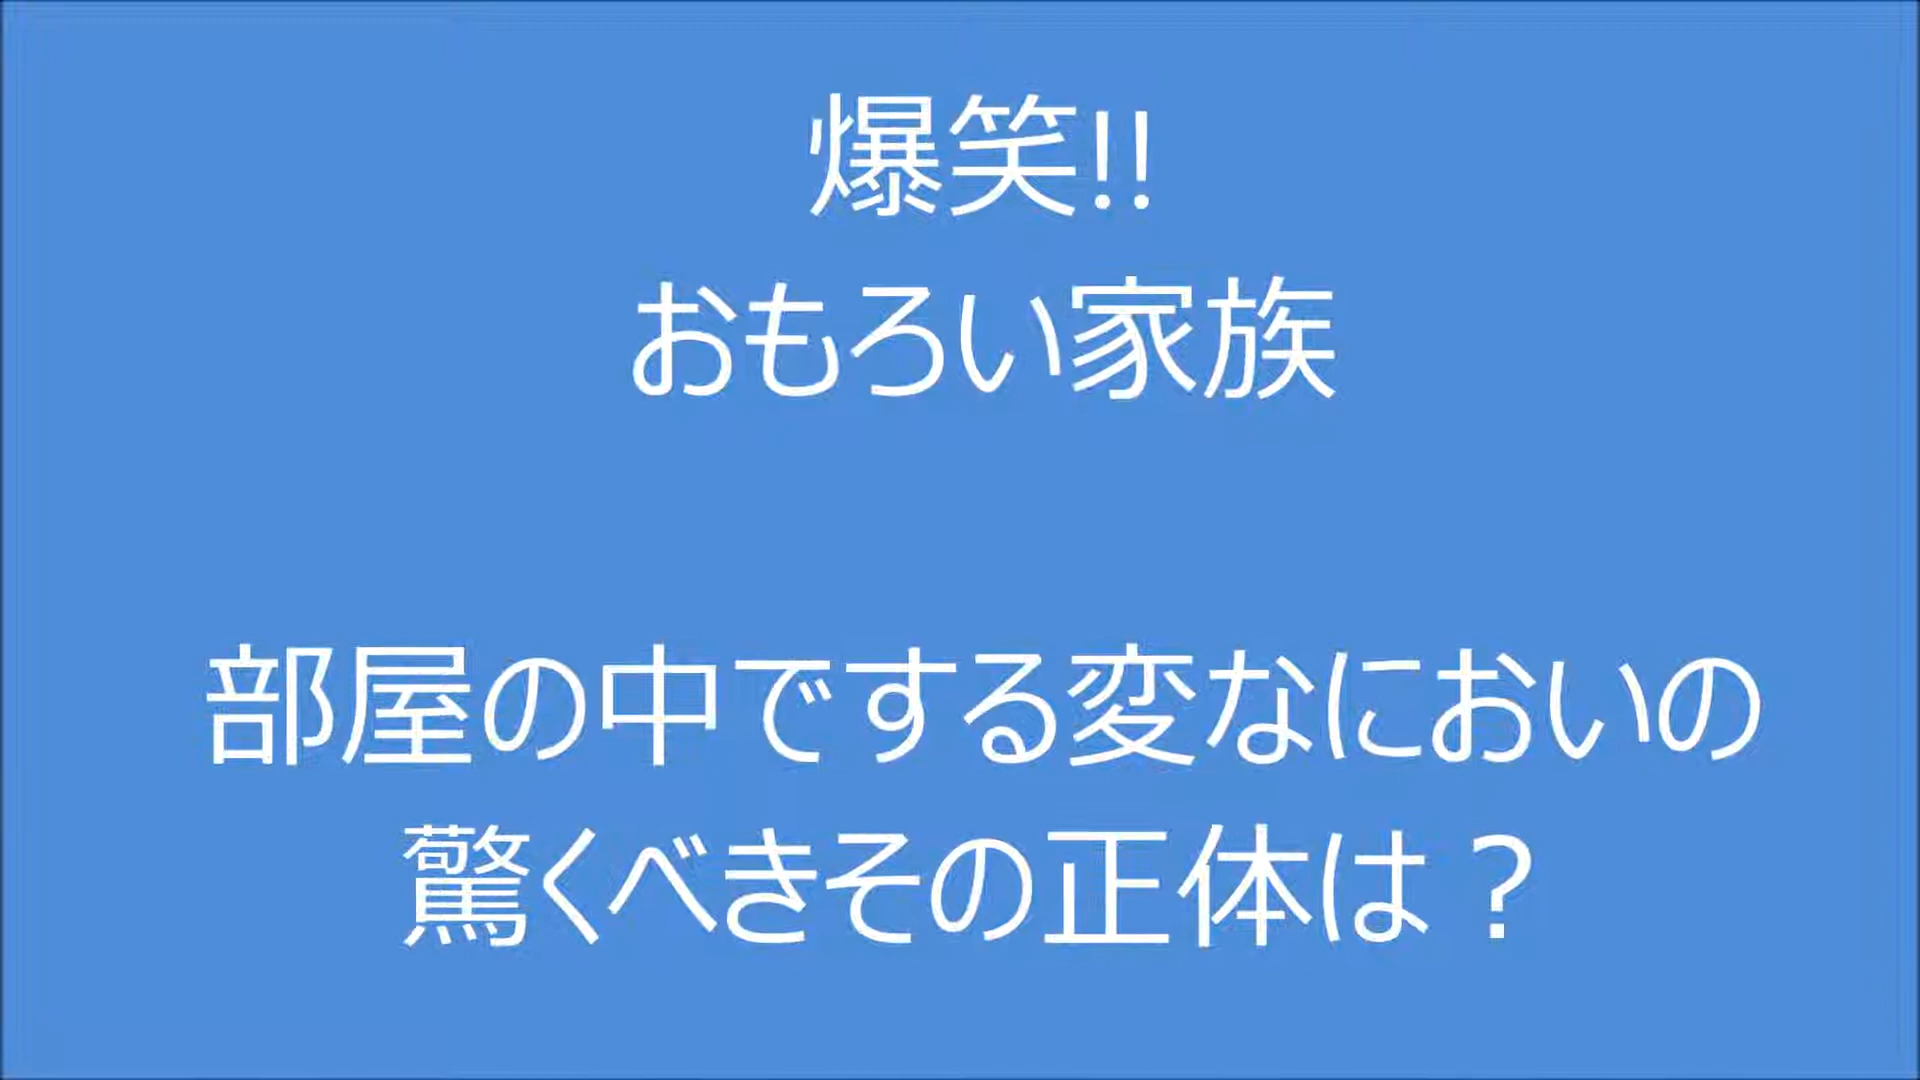 爆笑!!
おもろい家族
部屋の中でする変なにおいの
驚くべきその正体は？